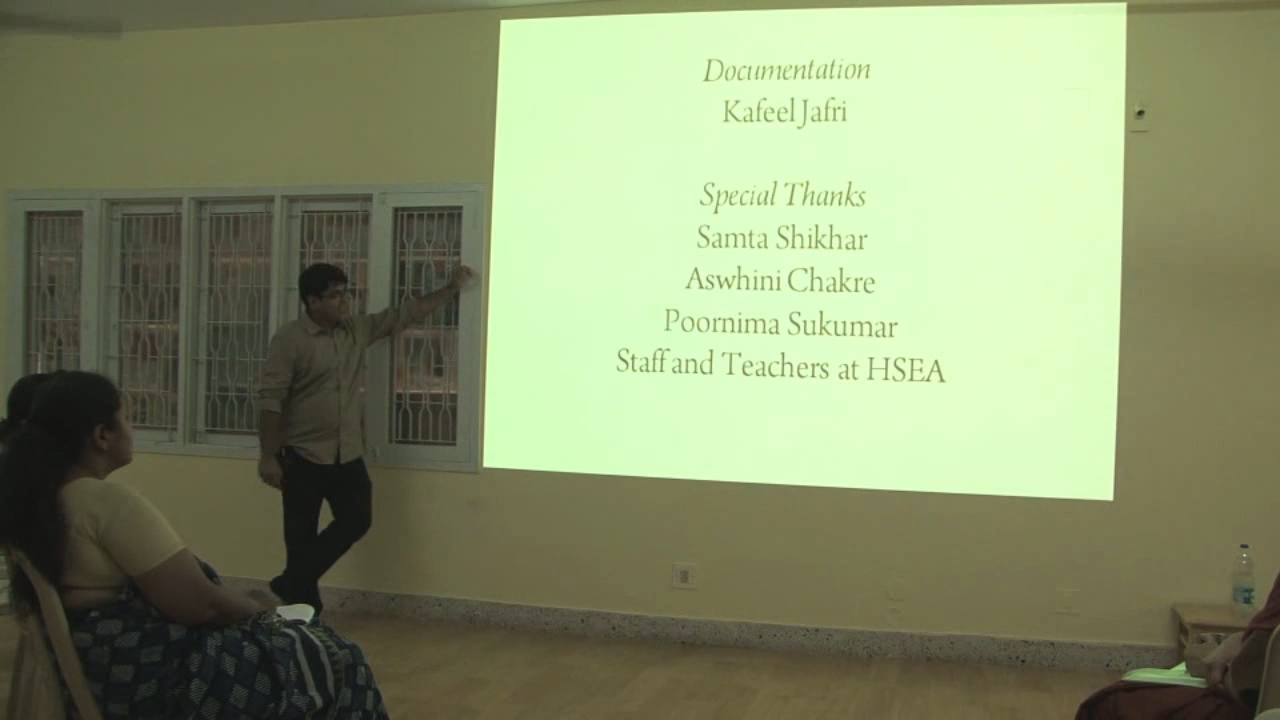 Documentation
Kafeel Jafri
Special Thanks
Samta Shikhar
Aswhini Chakre
Poornima Sukumar
Staff and Teachers at HSEA